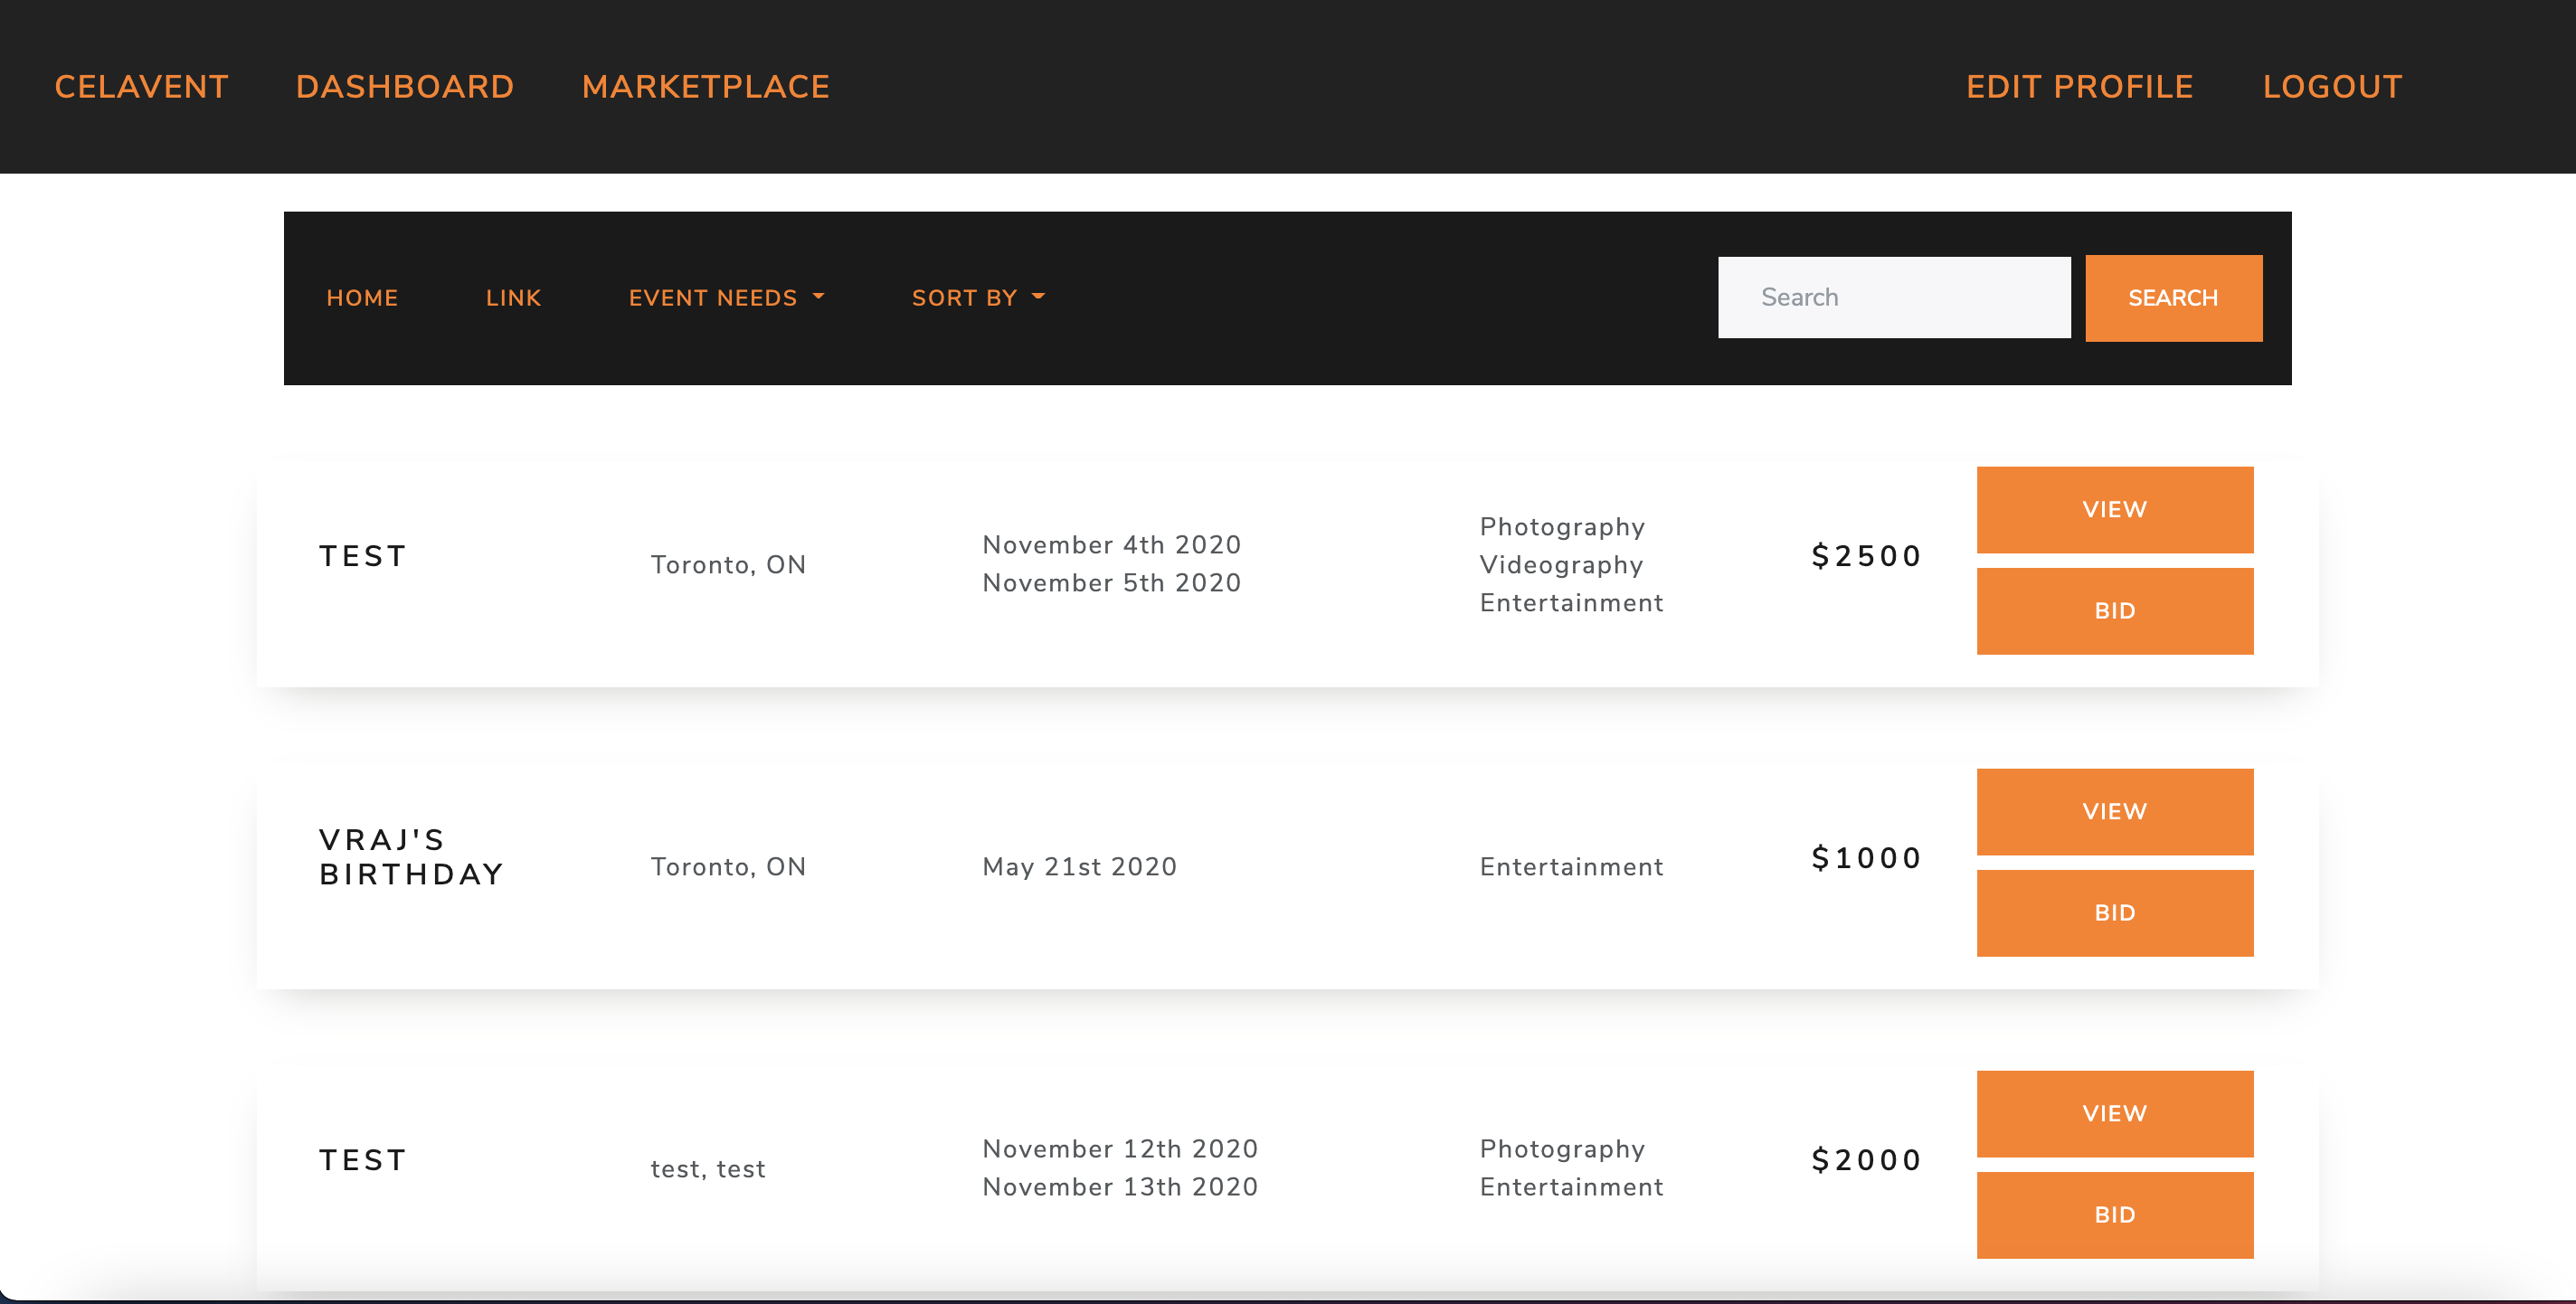 CELAVENT DASHBOARD MARKETPLACE EDIT PROFILE LOGOUT
HOME LINK EVENT NEEDS SORT BY Search SEARCH
TEST
Toronto, ON
November 4th 2020
November 5th 2020
Photography
Videography
Entertainment
$2500
VIEW
BID
VRAJ'S
BIRTHDAY
Toronto, ON
May 21st 2020
Entertainment
$1000
VIEW
BID
TEST
test, test
November 12th 2020
November 13th 2020
Photography
Entertainment
$2000
VIEW
BID